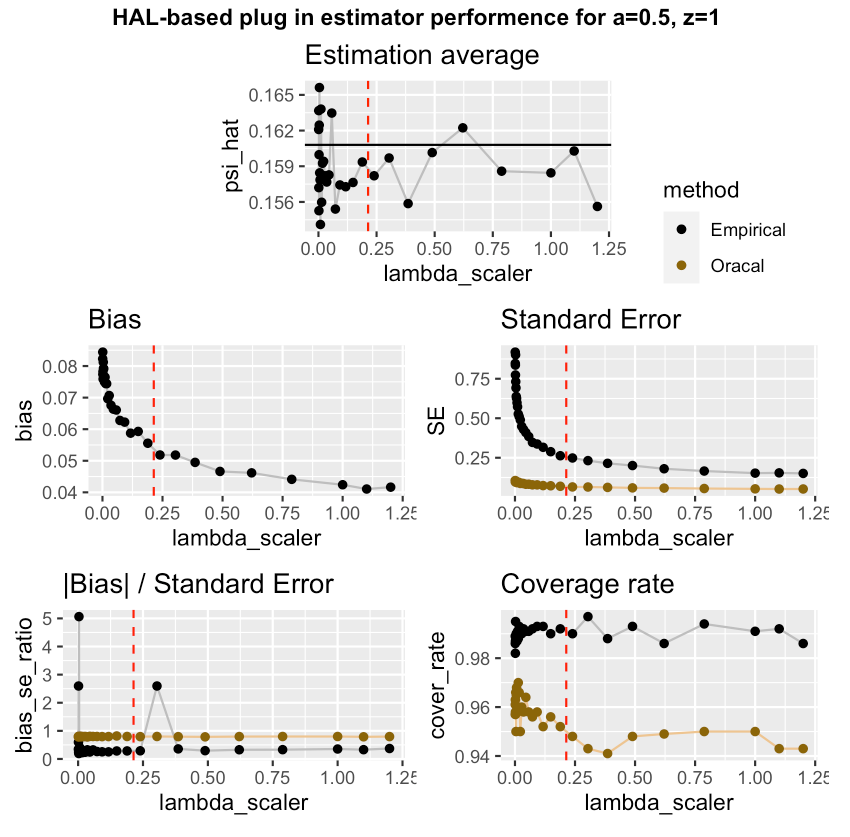 HAL-based plug in estimator performence for a=0.5, z=1
Estimation average
psi_hat
0.165
0.162
0.159
0.156
0.00 0.25 0.50 0.75 1.00 1.25
lambda_scaler
method
Empirical
Oracal
Bias
bias
0.08
0.07
0.06
0.05
0.04
0.00 0.25 0.50 0.75 1.00 1.25
lambda_scaler
Standard Error
SE
0.75
0.50
0.25
0.00 0.25 0.50 0.75 1.00 1.25
lambda_scaler
|Bias| / Standard Error
bias_se_ratio
5
4
3
2
1
0
0.00 0.25 0.50 0.75 1.00 1.25
lambda_scaler
Coverage rate
cover_rate
0.98
0.96
0.94
0.00 0.25 0.50 0.75 1.00 1.25
lambda_scaler